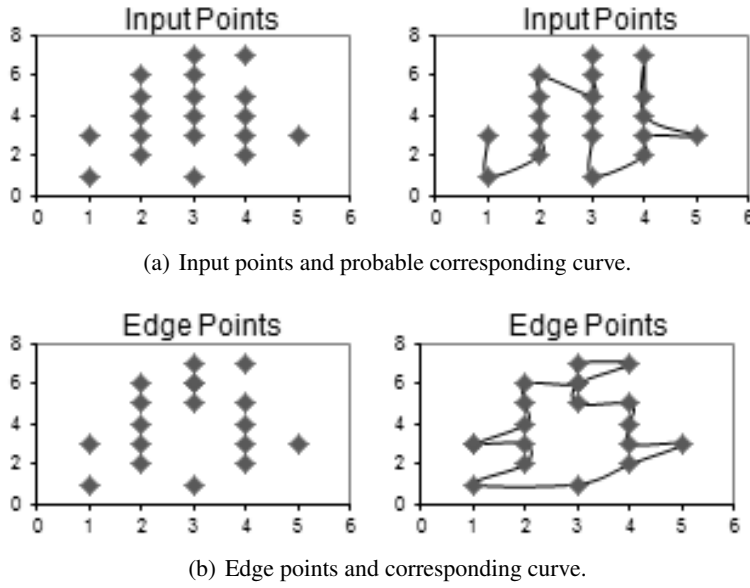 Input Points Input Points
8 8
6 6
4 4
2 2
0 0
0 1 2 3 4 5 6 0 1 2 3 4 5 6
(a) Input points and probable corresponding curve.
Edge Points Edge Points
8 8
6 6
4 4
2 2
0 0
0 1 2 3 4 5 6 0 1 2 3 4 5 6
(b) Edge points and corresponding curve.